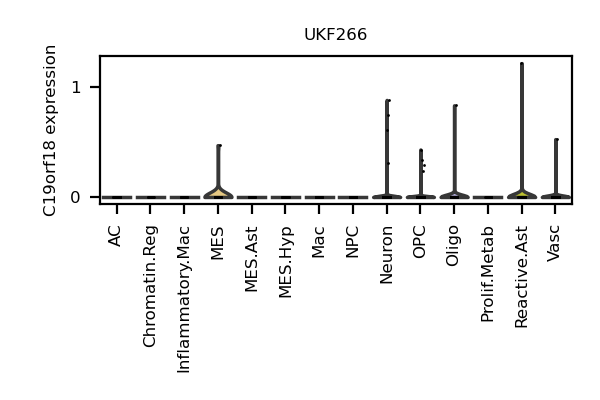 UKF266
C19orf18 expression
1
0
AC
Chromatin.Reg
Inflammatory.Mac
MES
MES.Ast
MES.Hyp
Mac
NPC
Neuron
OPC
Oligo
Prolif.Metab
Reactive.Ast
Vasc